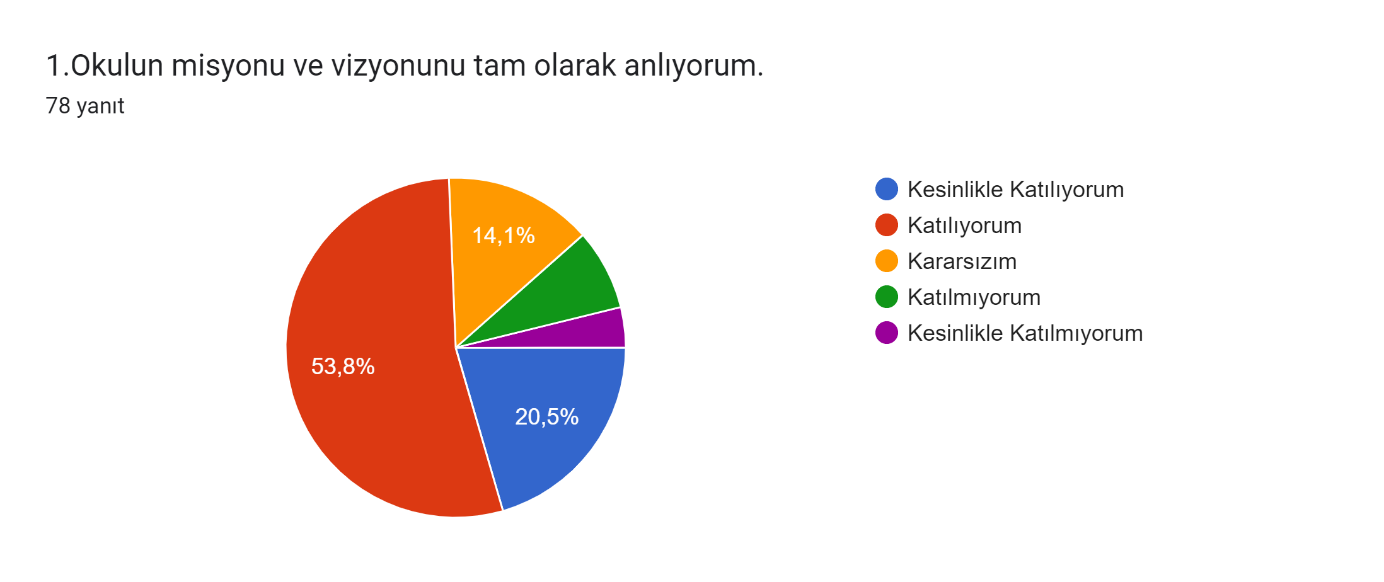 1.Okulun misyonu ve vizyonunu tam olarak anlıyorum.
78 yanıt
14,1%
53,8%
20,5%
Kesinlikle Katılıyorum
Katılıyorum
Kararsızım
Katılmıyorum
Kesinlikle Katılmıyorum